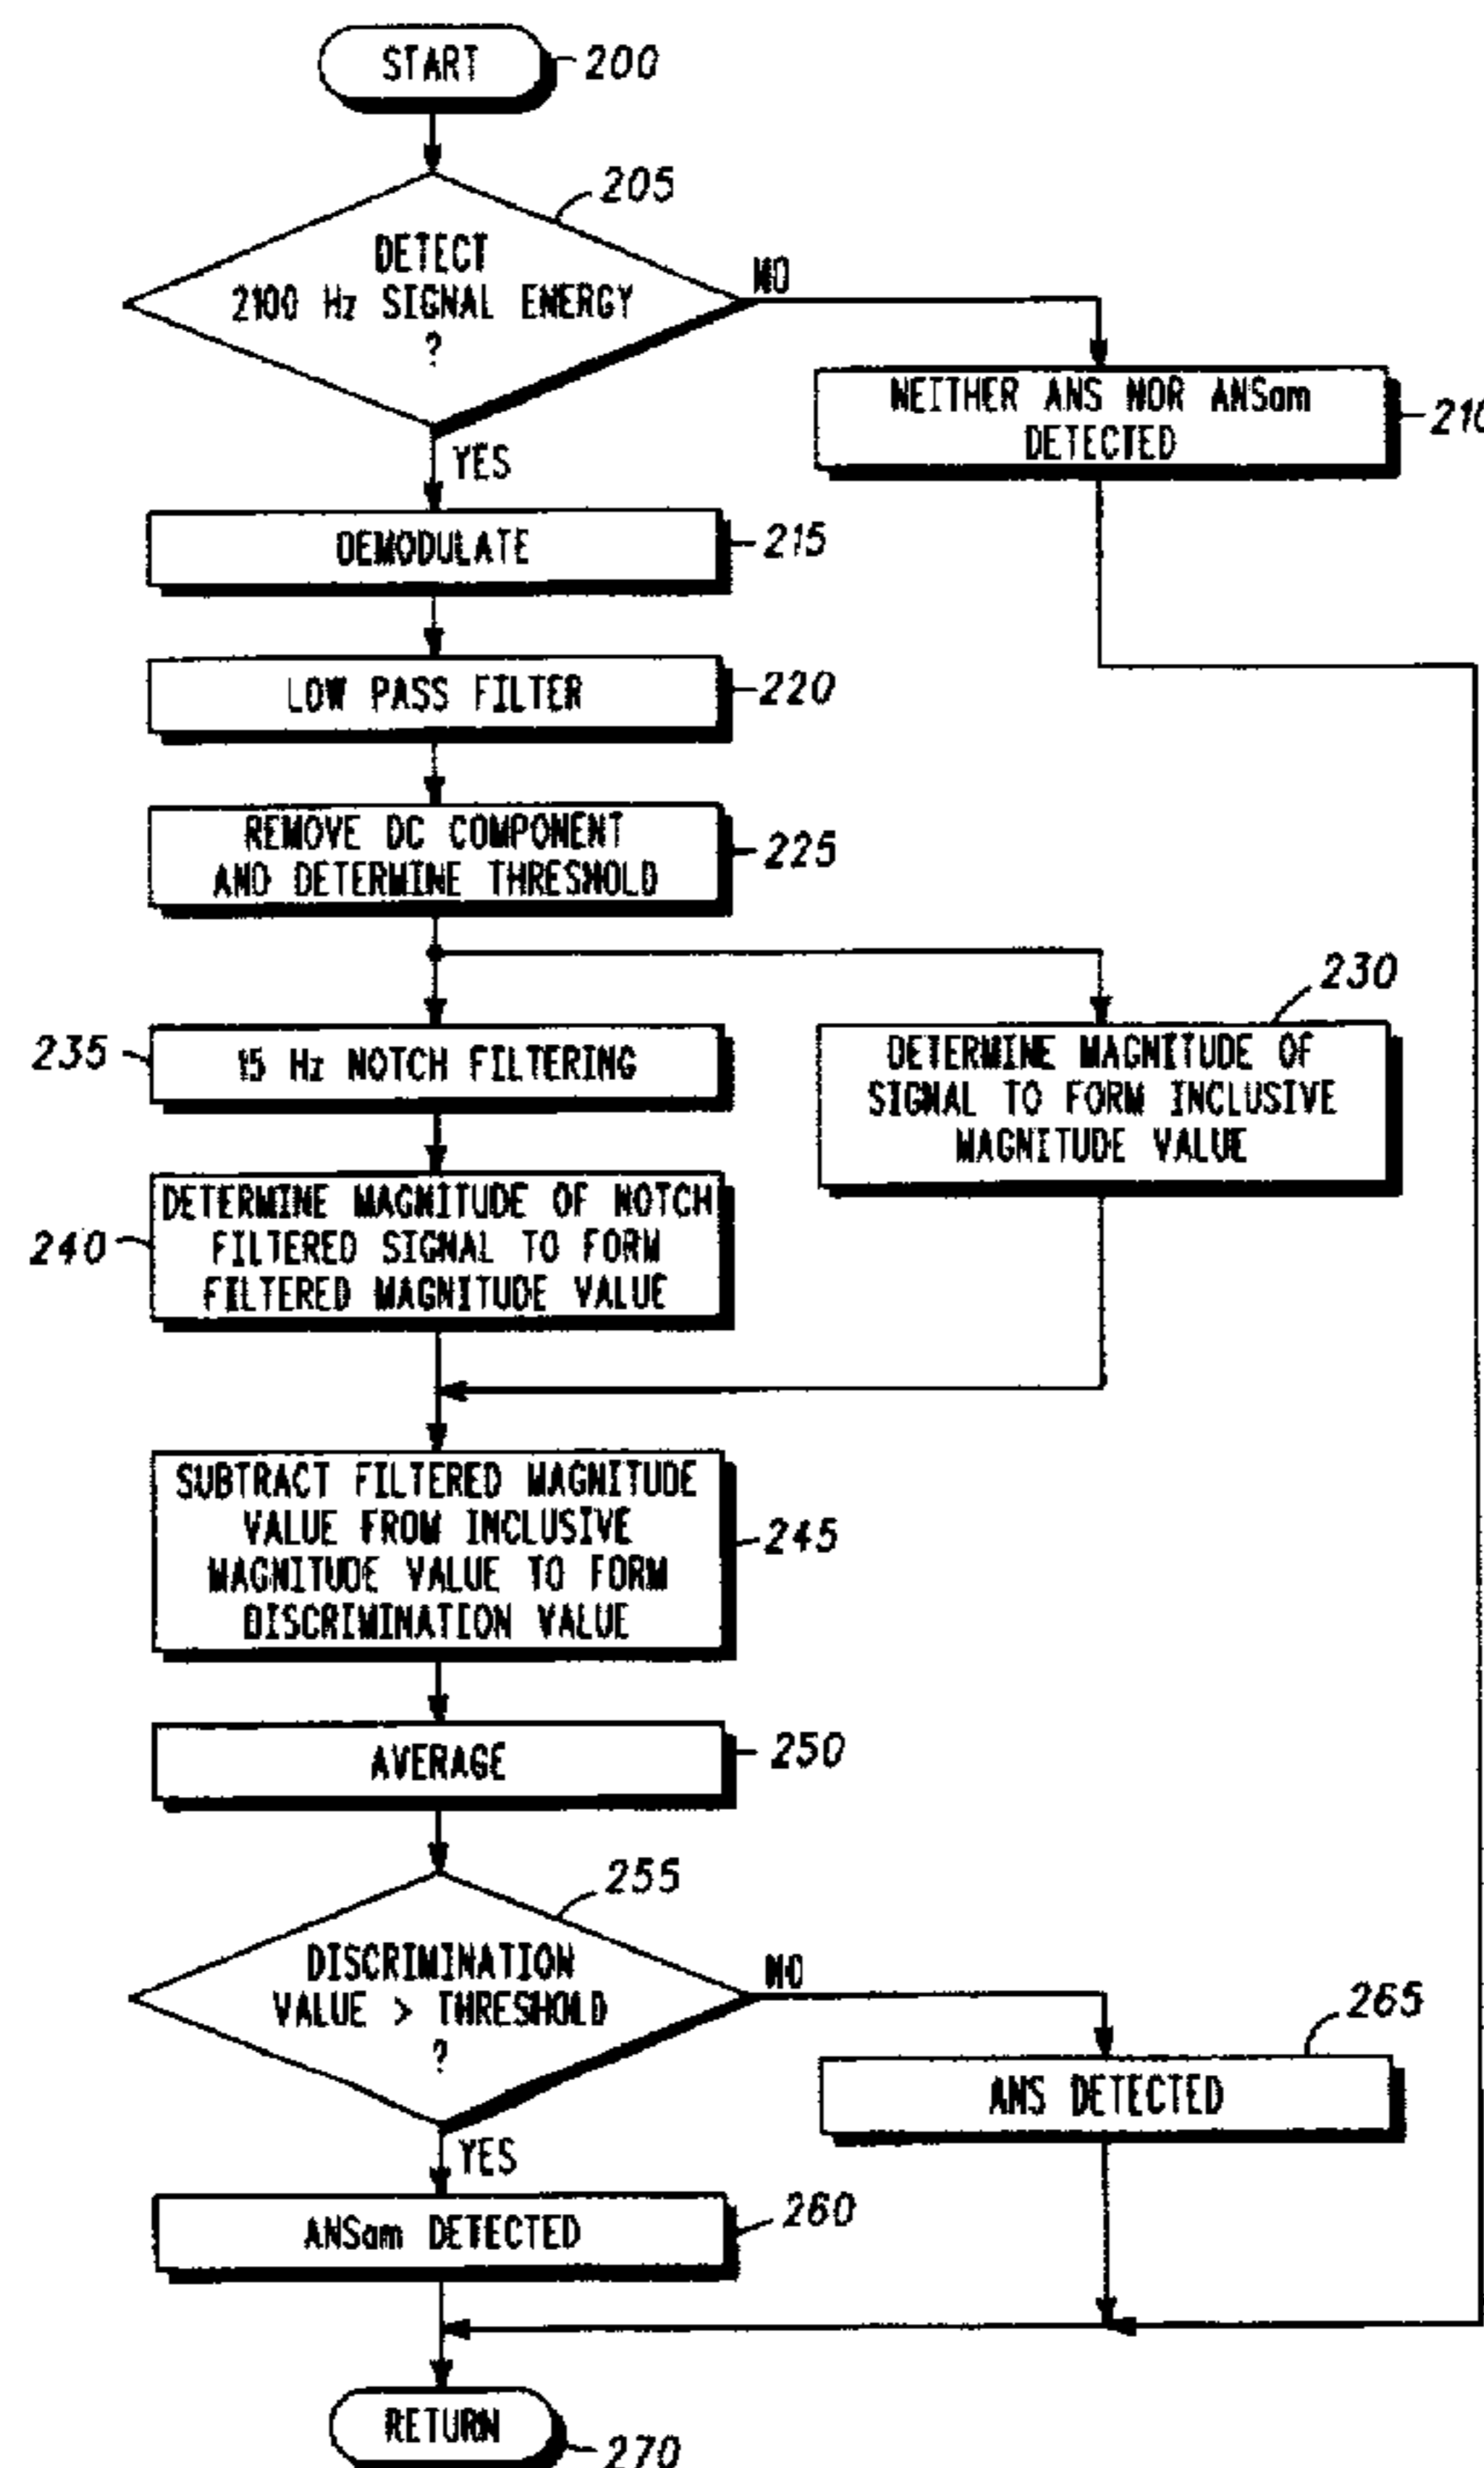 START
200
205
DETECT
2100 Hz SIGNAL ENERGY
?
NO
YES
NEITHER ANS NOR ANSam
DETECTED
210
DEMODULATE
215
LOW PASS FILTER
220
REMOVE DC COMPONENT
AND DETERMINE THRESHOLD
225
230
235
15 Hz NOTCH FILTERING
DETERMINE MAGNITUDE OF
SIGNAL TO FORM INCLUSIVE
MAGNITUDE VALUE
240
DETERMINE MAGNITUDE OF NOTCH
FILTERED SIGNAL TO FORM
FILTERED MAGNITUDE VALUE
SUBTRACT FILTERED MAGNITUDE
VALUE FROM INCLUSIVE
MAGNITUDE VALUE TO FORM
DISCRIMINATION VALUE
245
AVERAGE
250
255
DISCRIMINATION
VALUE > THRESHOLD
?
NO
YES
265
ANS DETECTED
ANSam DETECTED
260
RETURN
270